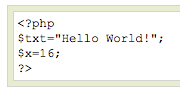 <?php
$txt="Hello World!";
$x=16;
?>